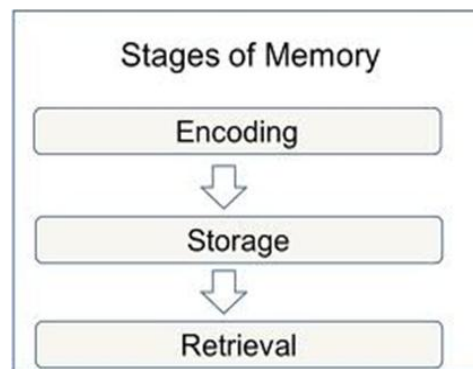 Stages of Memory
Encoding
Storage
Retrieval